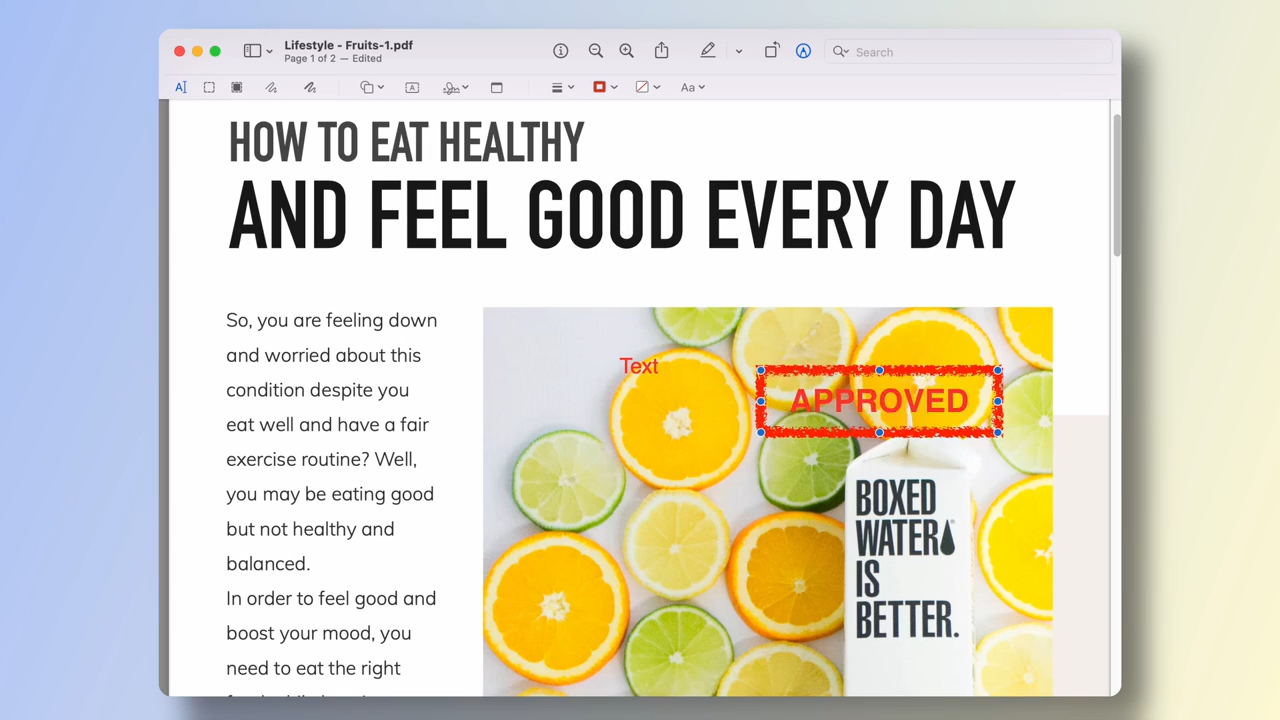 Lifestyle - Fruits-1.pdf
Page 1 of 2 — Edited
Search
A
Aa
HOW TO EAT HEALTHY
AND FEEL GOOD EVERY DAY
So, you are feeling down
and worried about this
condition despite you
eat well and have a fair
exercise routine? Well,
you may be eating good
but not healthy and
balanced.
In order to feel good and
boost your mood, you
need to eat the right
Text
APPROVED
BOXED
WATER
IS
BETTER.